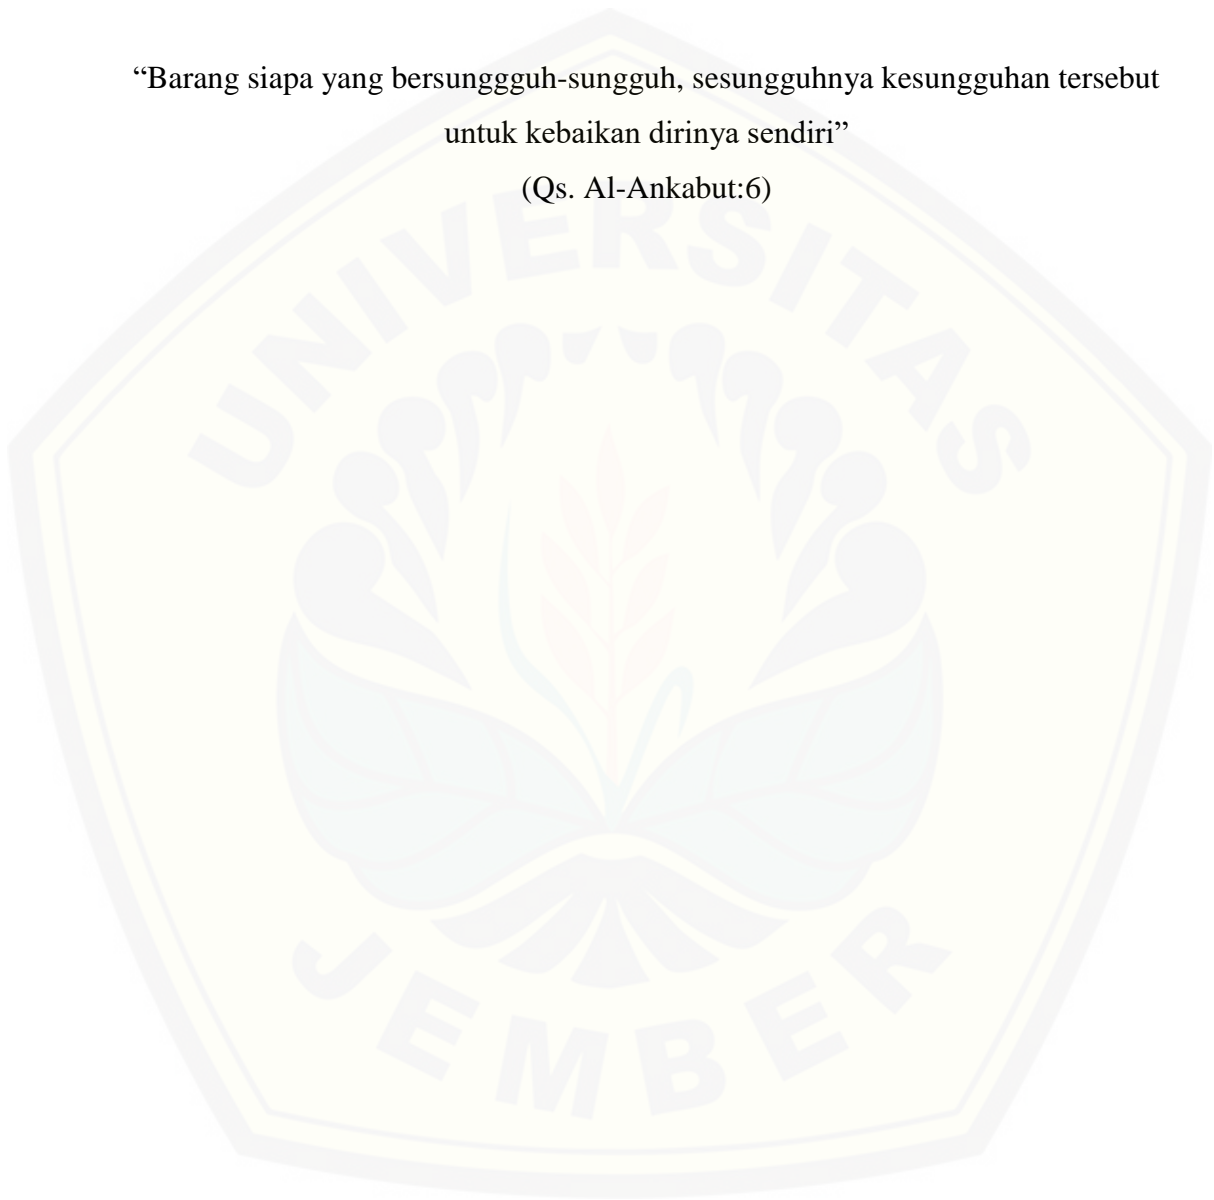 “Barang siapa yang bersunggguh-sungguh, sesungguhnya kesungguhan tersebut
untuk kebaikan dirinya sendiri”
(Qs. Al-Ankabut:6)
UNIVERSITAS
JEMBER